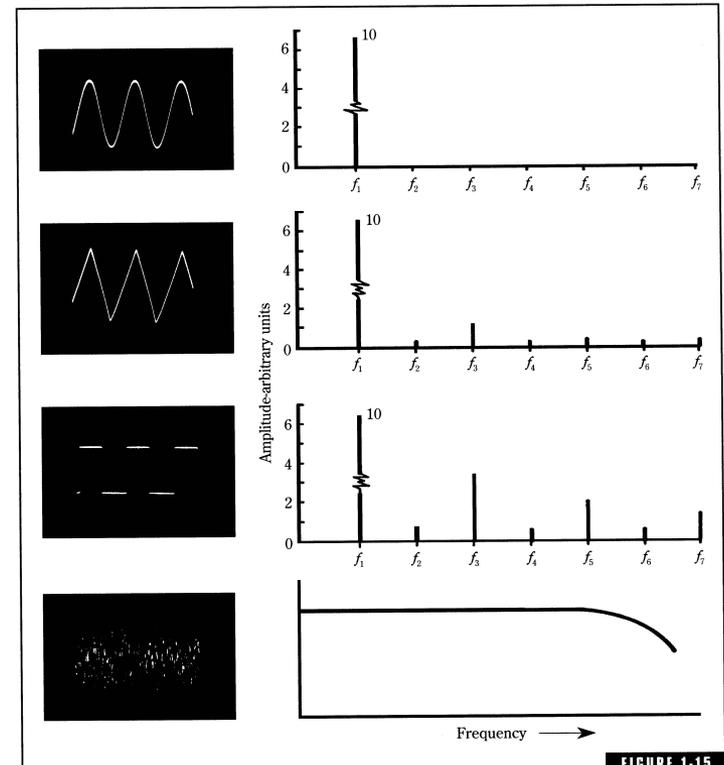 10
6
4
2
0
f₁ f₂ f₃ f₄ f₅ f₆ f₇
10
6
4
2
0
f₁ f₂ f₃ f₄ f₅ f₆ f₇
Amplitude-arbitrary units
10
6
4
2
0
f₁ f₂ f₃ f₄ f₅ f₆ f₇
Frequency
FIGURE 1-15